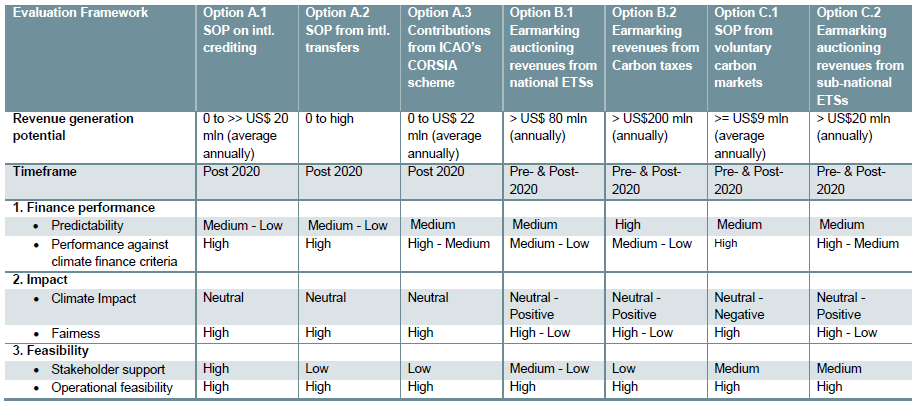 Evaluation Framework Option A.1 Option A.2 Option A.3 Option B.1 Option B.2 Option C.1 Option C.2
SOP on intl. SOP from intl. Contributions Earmarking Earmarking SOP from Earmarking
crediting transfers from ICAO's auctioning revenues from voluntary auctioning
CORSIA revenues from Carbon taxes carbon revenues from
scheme national ETSs markets sub-national
ETSs
Revenue generation 0 to >> US$ 20 0 to high 0 to US$ 22 > US$ 80 mln > US$200 mln >= US$9 mln > US$20 mln
potential mln (average mln (average (annually) (annually) (average (annually)
annually) annually) annually)
Timeframe Post 2020 Post 2020 Post 2020 Pre- & Post- Pre- & Post- Pre- & Post- Pre- & Post-
2020 2020 2020 2020
1. Finance performance
• Predictability Medium - Low Medium - Low Medium Medium High Medium Medium
• Performance against High High High - Medium Medium - Low Medium - Low High High - Medium
climate finance criteria
2. Impact
• Climate Impact Neutral Neutral Neutral Neutral - Neutral - Neutral - Neutral -
Positive Positive Negative Positive
• Fairness High High High High - Low High - Low High High - Low
3. Feasibility
• Stakeholder support High Low Low Medium - Low Low Medium Medium
• Operational feasibility High High High High High High High